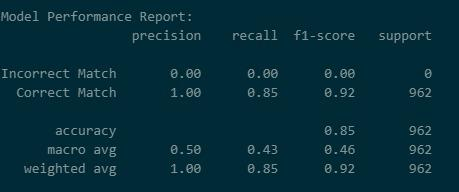 Model Performance Report:
precision recall f1-score support
Incorrect Match 0.00 0.00 0.00 0
Correct Match 1.00 0.85 0.92 962
accuracy 0.85 962
macro avg 0.50 0.43 0.46 962
weighted avg 1.00 0.85 0.92 962